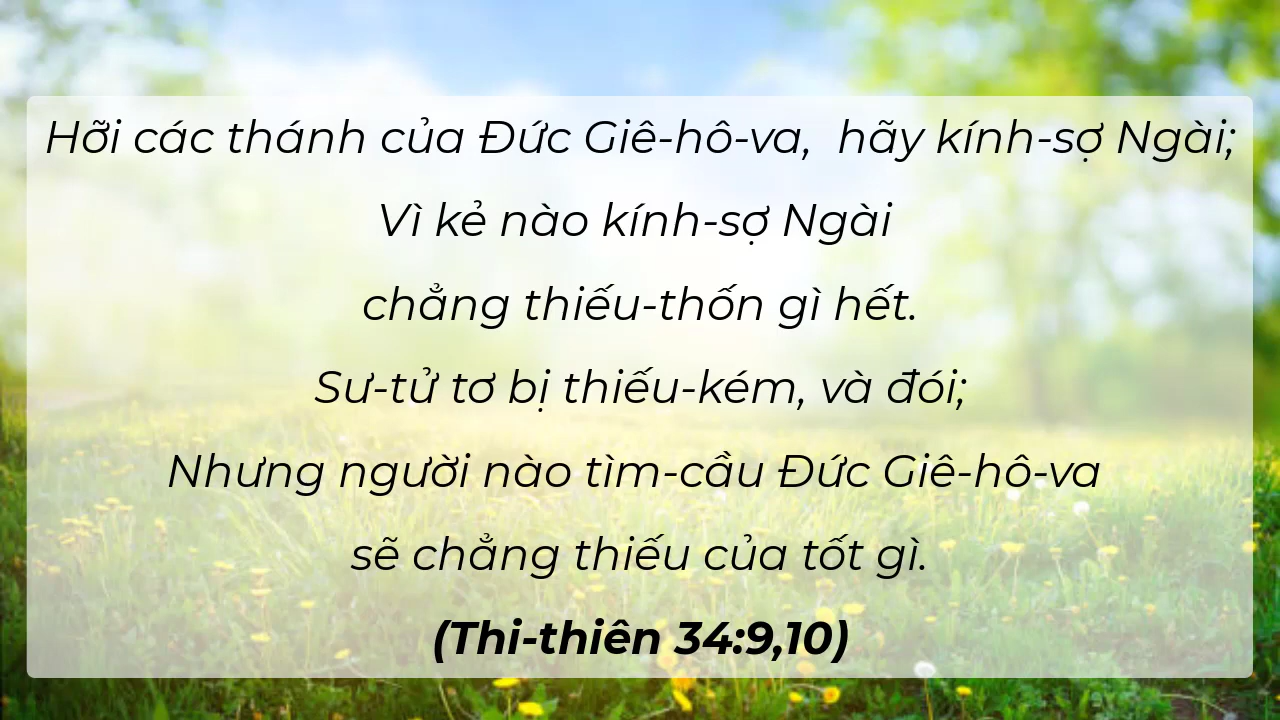 Hỡi các thánh của Đức Giê-hô-va, hãy kính-sợ Ngài;
Vì kẻ nào kính-sợ Ngài
chẳng thiếu-thốn gì hết.
Sư-tử tơ bị thiếu-kém, và đói;
Nhưng người nào tìm-cầu Đức Giê-hô-va
sẽ chẳng thiếu của tốt gì.
(Thi-thiên 34:9,10)